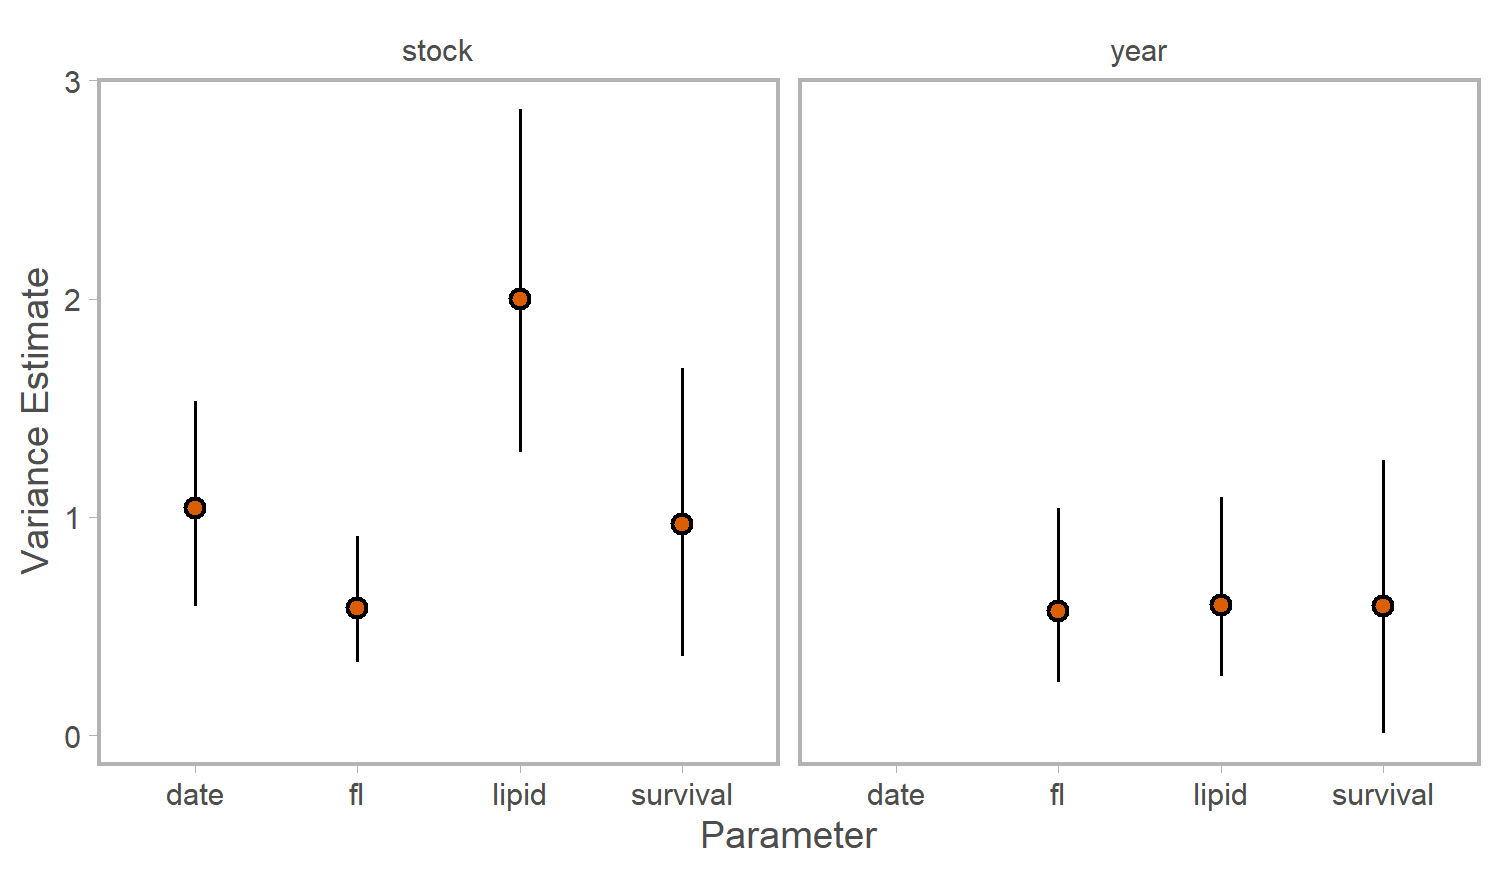 stock
year
Variance Estimate
3
2
1
0
date fl lipid survival
date fl lipid survival
Parameter